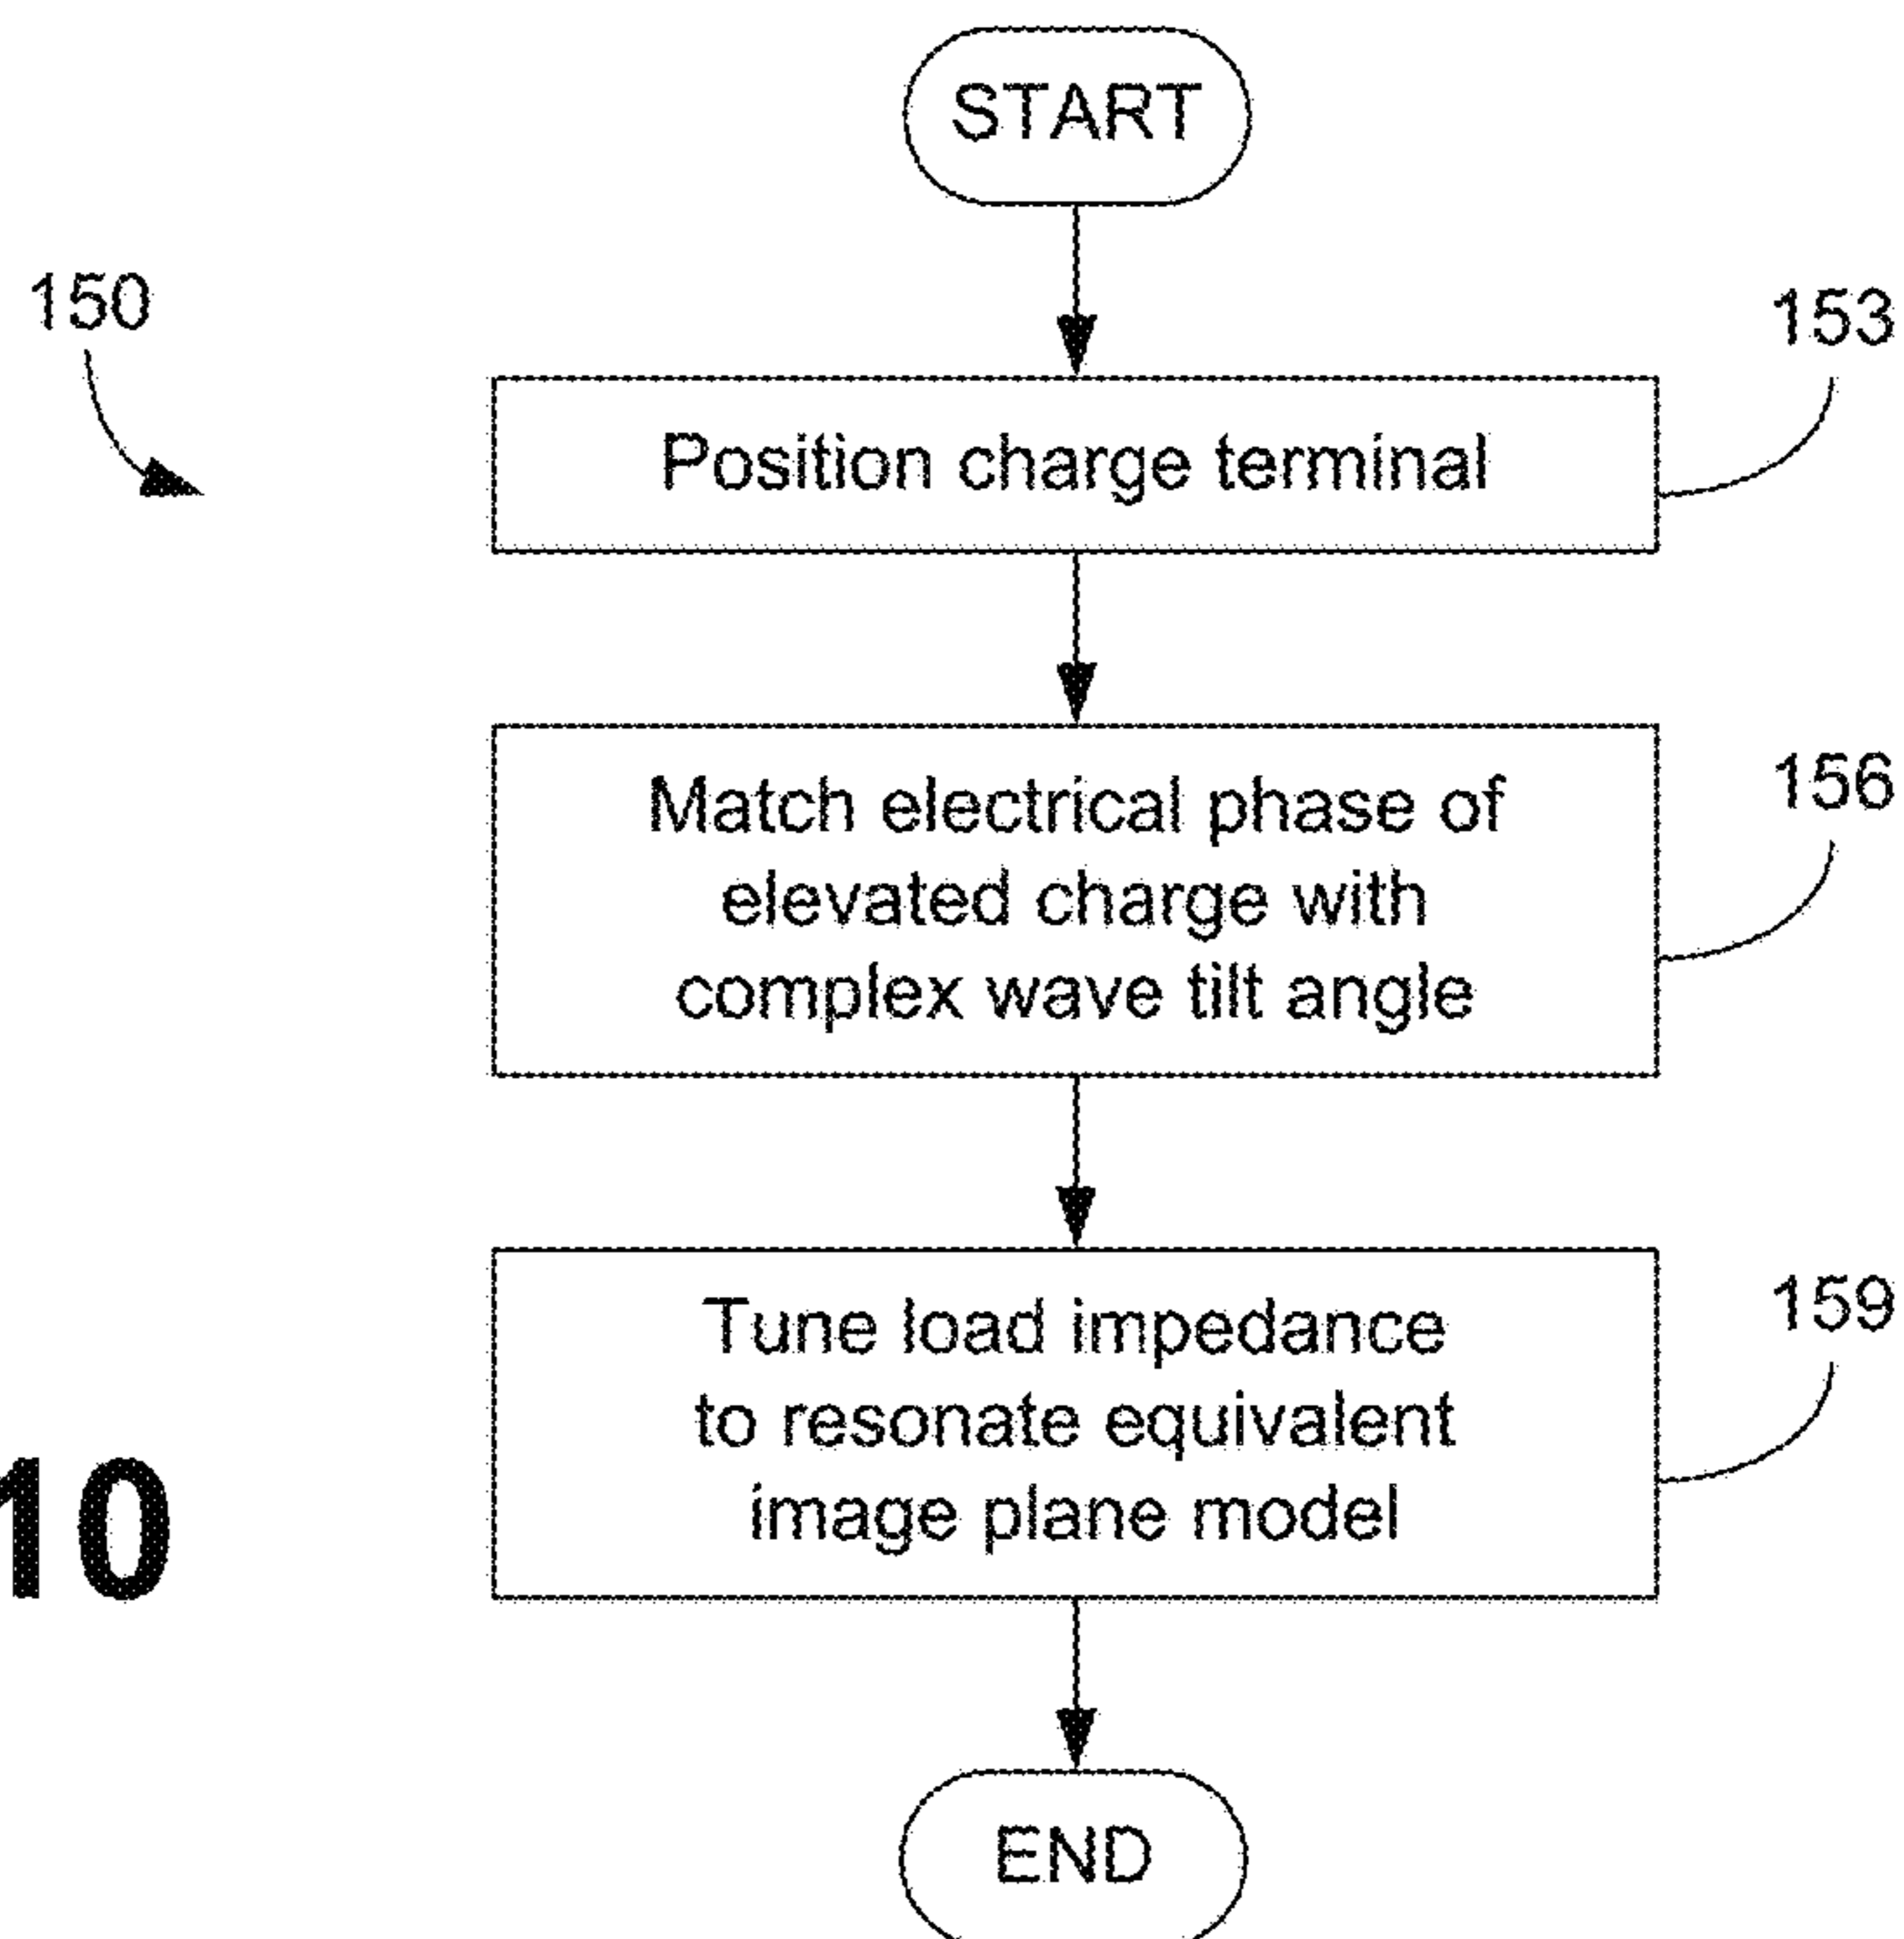 START
150
153
Position charge terminal
156
Match electrical phase of
elevated charge with
complex wave tilt angle
159
Tune load impedance
to resonate equivalent
image plane model
10
END